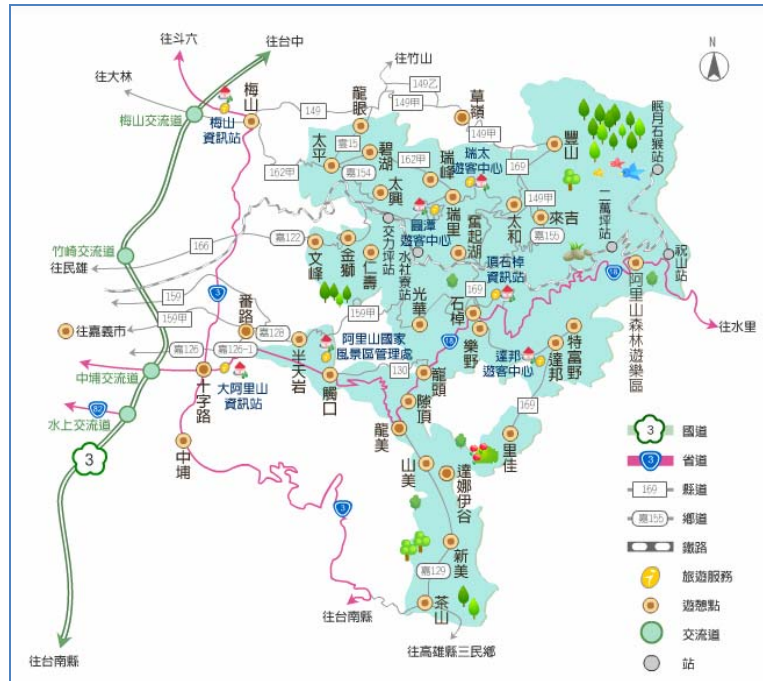 往斗六
往台中
N
往大林
往竹山
149乙
149甲
梅山交流道
梅山
資訊站
梅山
149
龍眼
草嶺
149甲
豐山
眠月石猴站
雲15
太平
碧湖
162甲
嘉154
太興
162甲
瑞峰
瑞太
遊客中心
169
瑞里
149甲
來吉
太和
嘉155
二萬坪站
祝山站
圓潭
遊客中心
奮起湖
交力坪站
水社寮站
竹崎交流道
往民雄
166
嘉122
文峰
金獅
仁壽
頂石棹
資訊站
169
石棹
18
阿里山森林遊樂區
往水里
159
3
159甲
往嘉義市
番路
嘉128
159甲
光華
半天岩
阿里山國家
風景區管理處
樂野
達邦
遊客中心
達邦
特富野
18
嘉126
嘉126-1
中埔交流道
十字路
大阿里山
資訊站
觸口
130
龍頭
隙頂
169
82
水上交流道
3
中埔
龍美
里佳
山美
達娜伊谷
3
新美
嘉129
茶山
往台南縣
往台南縣
往高雄縣三民鄉
3 國道
3 省道
169 縣道
嘉155 鄉道
鐵路
旅遊服務
遊憩點
交流道
站